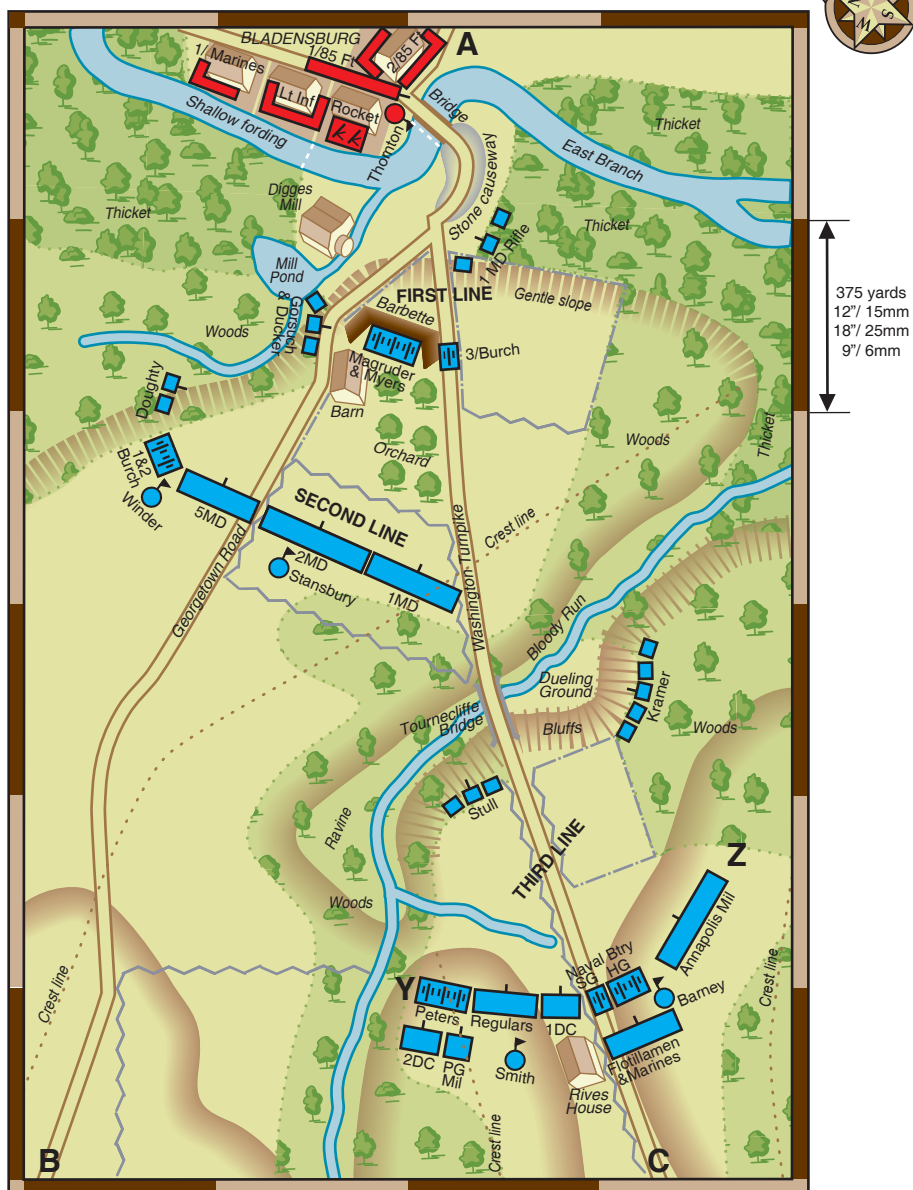 BLADENSBURG
A
1/ Marines
1/85 Ft
2/85 Ft
Lt Inf
Rocket
Thornton
Bridge
Shallow fording
Stone causeway
East Branch
Thicket
Thicket
Thicket
Digges
Mill
Mill
Pond
1 MD Rifle
FIRST LINE
Gentle slope
Barbette
Gorsuch
& Ducker
Woods
Magruder
& Myers
3/Burch
Barn
Doughty
Orchard
Woods
Thicket
1&2
Burch
Winder
5MD
SECOND LINE
2MD
Stansbury
1MD
Crest line
Georgetown Road
Washington Turnpike
Bloody Run
Dueling
Ground
Kramer
Tournecliffe
Bridge
Bluffs
Woods
Stull
Ravine
THIRD LINE
Z
Woods
Annapolis Mil
Crest line
Crest line
Y
Peters
Regulars
1DC
Naval Btry
SG
HG
Barney
2DC
PG
Mil
Smith
Flotillamen
& Marines
Rives
House
Crest line
B
C
375 yards
12"/ 15mm
18"/ 25mm
9"/ 6mm
S